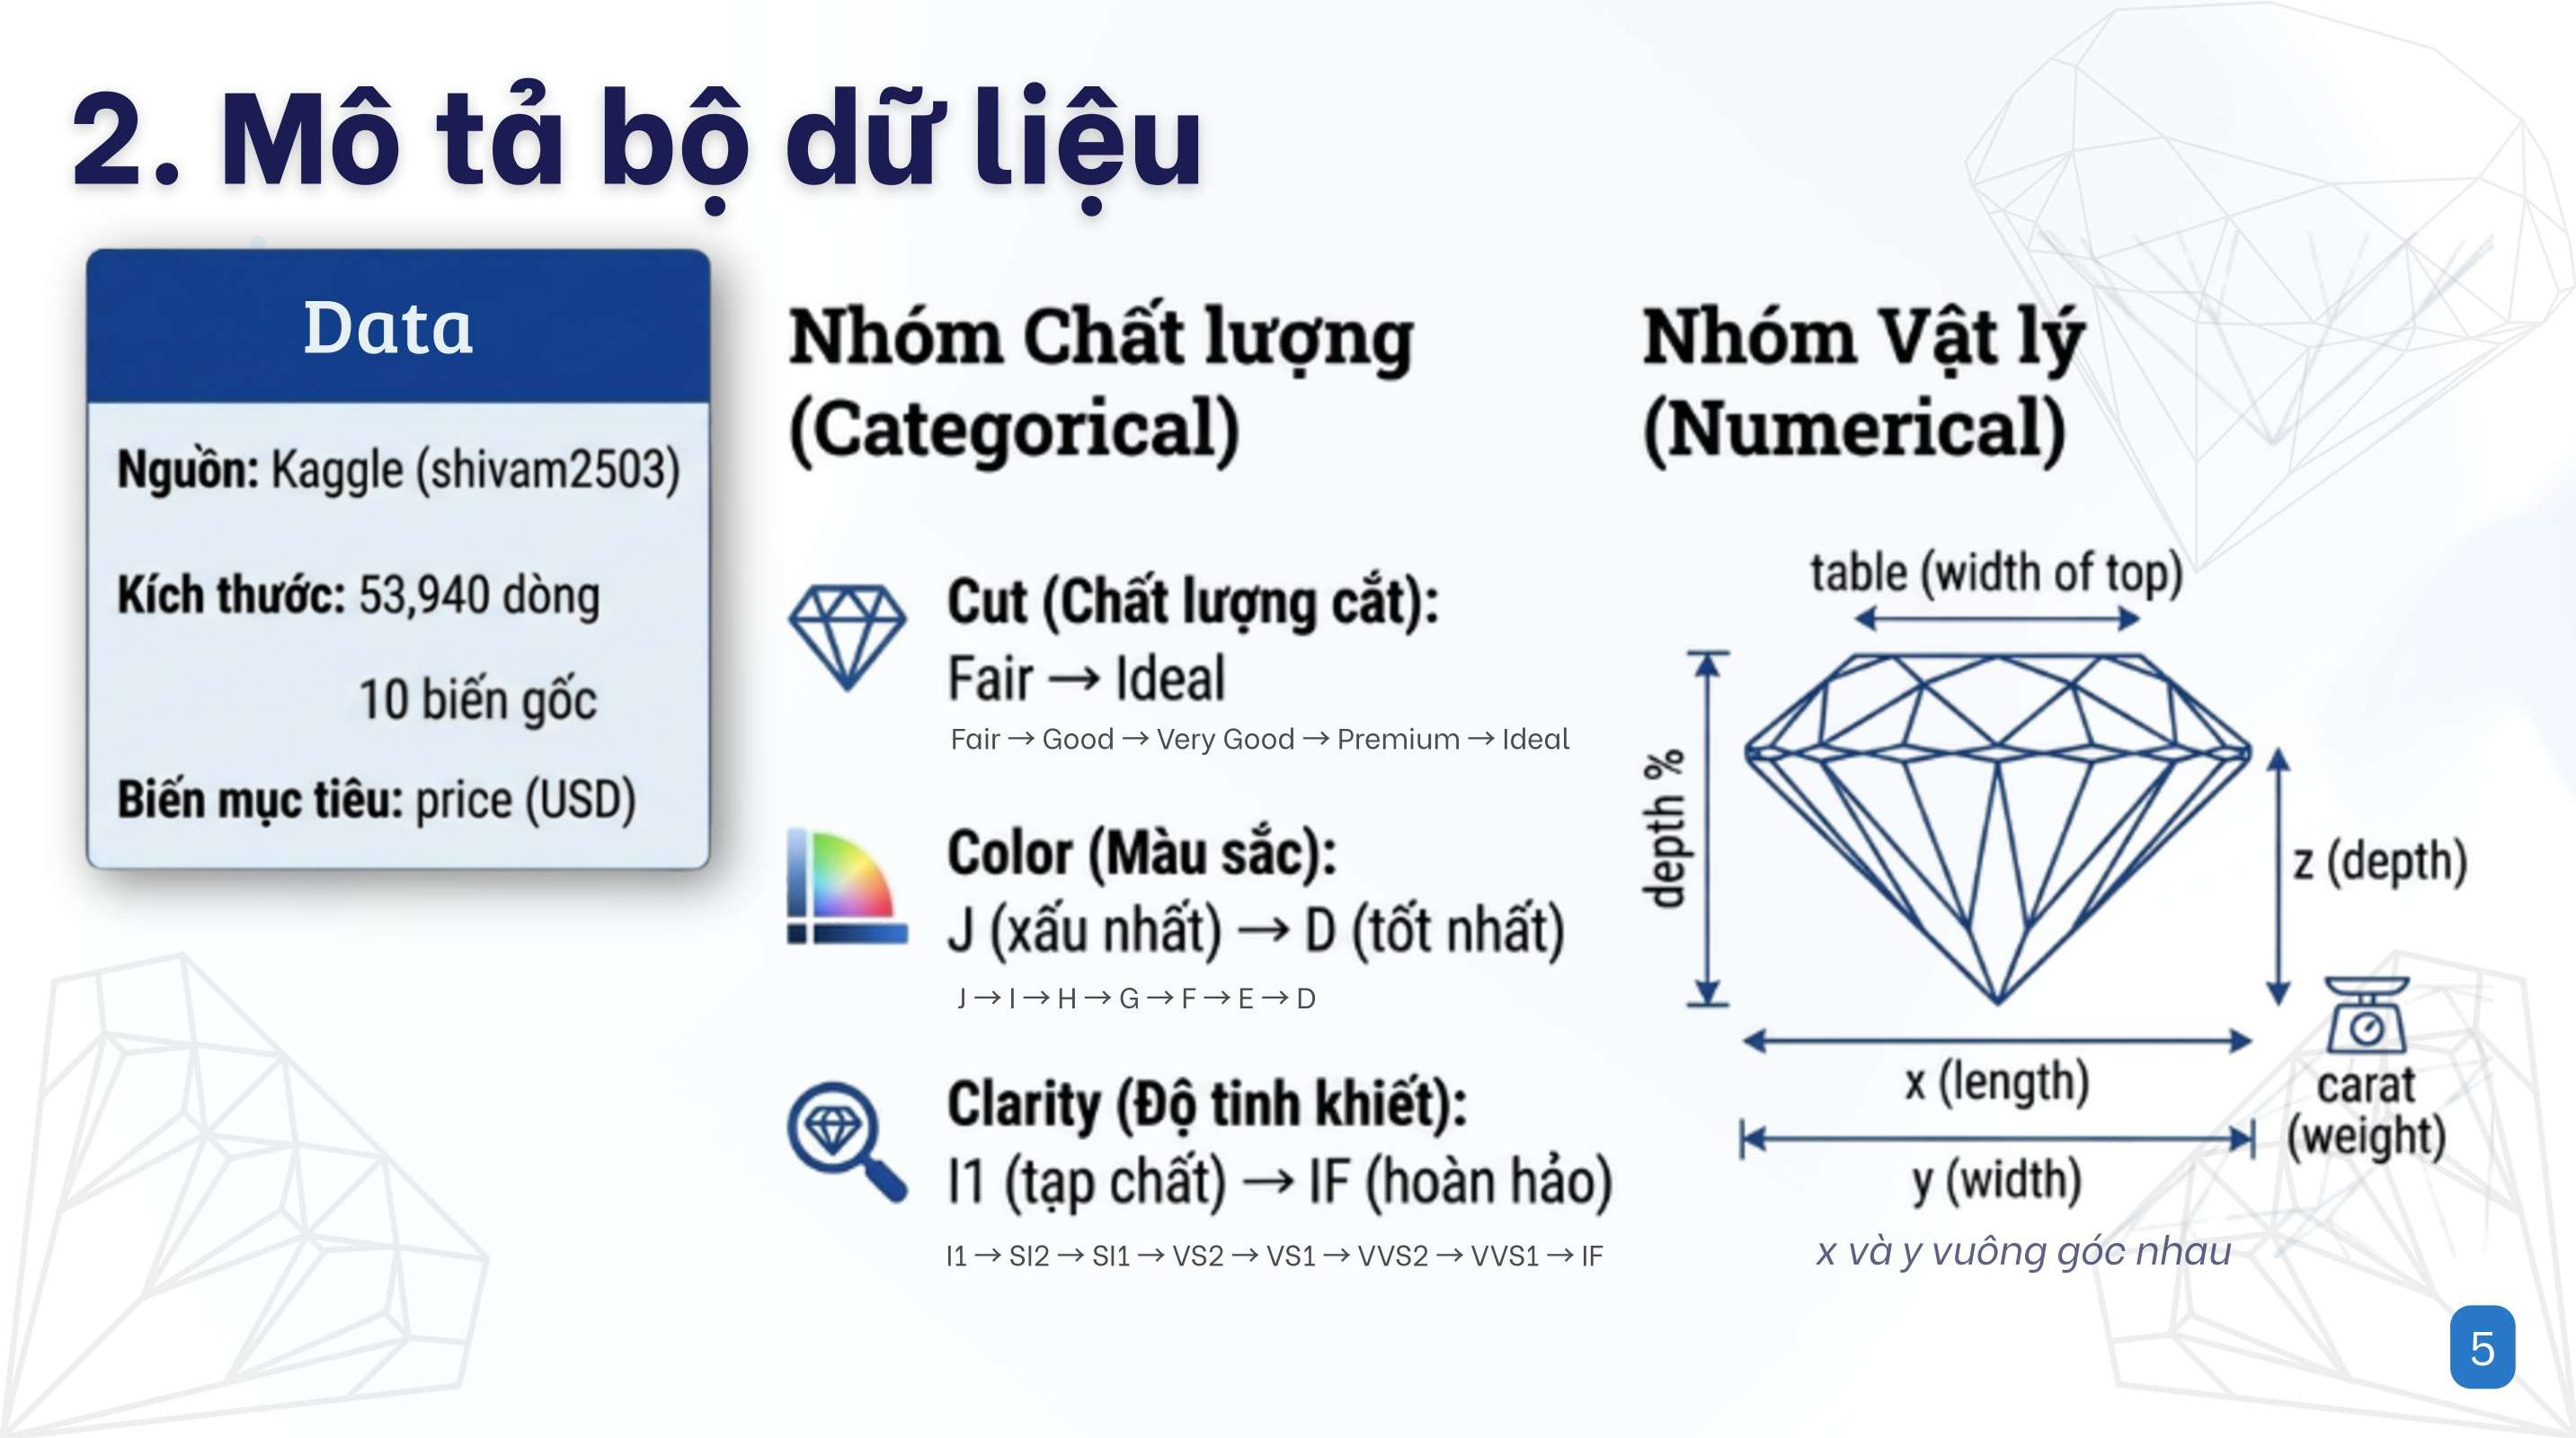 2. Mô tả bộ dữ liệu
Data
Nguồn: Kaggle (shivam2503)
Kích thước: 53,940 dòng
10 biến gốc
Biến mục tiêu: price (USD)
Nhóm Chất lượng
(Categorical)
Cut (Chất lượng cắt):
Fair → Ideal
Fair → Good → Very Good → Premium → Ideal
Color (Màu sắc):
J (xấu nhất) → D (tốt nhất)
J → I → H → G → F → E → D
Clarity (Độ tinh khiết):
I1 (tạp chất) → IF (hoàn hảo)
I1 → SI2 → SI1 → VS2 → VS1 → VVS2 → VVS1 → IF
Nhóm Vật lý
(Numerical)
table (width of top)
depth %
z (depth)
x (length)
y (width)
carat
(weight)
x và y vuông góc nhau
5